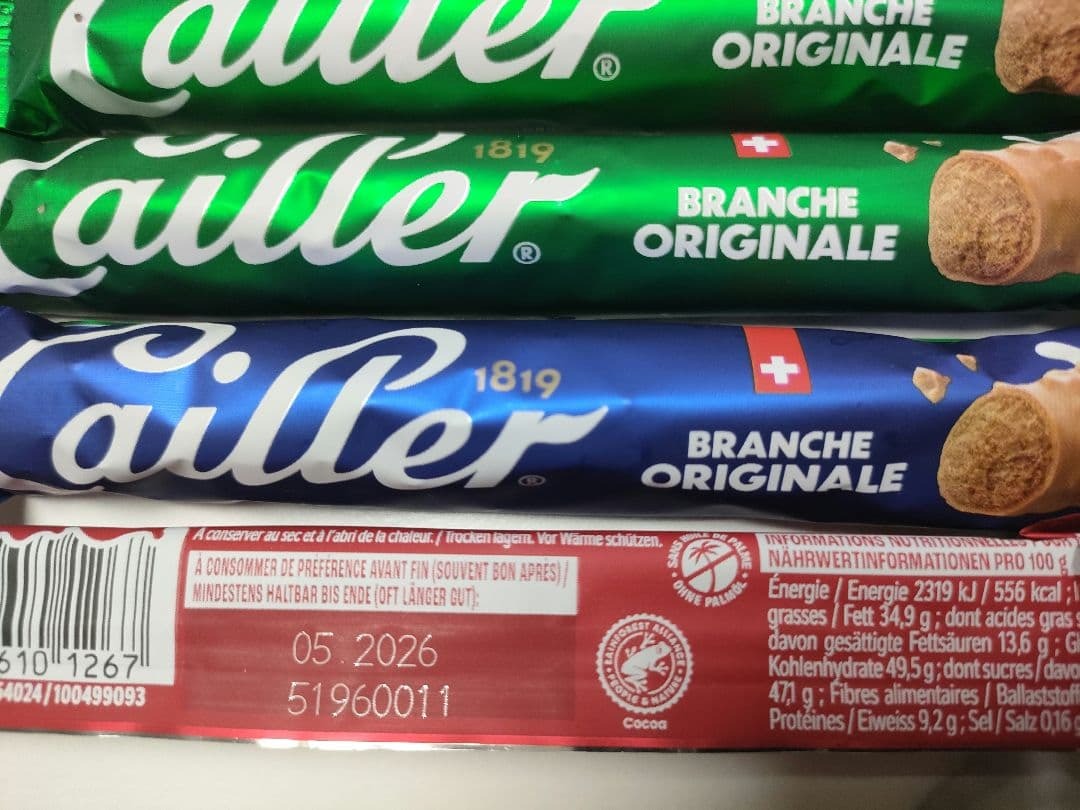 Cailler®
BRANCHE
ORIGINALE
Cailler®
1819
BRANCHE
ORIGINALE
Cailler®
1819
BRANCHE
ORIGINALE
À conserver au sec et à l'abri de la chaleur. / Trocken lagern. Vor Wärme schützen.
À CONSOMMER DE PRÉFÉRENCE AVANT FIN (SOUVENT BON APRÈS) /
MINDESTENS HALTBAR BIS ENDE (OFT LÄNGER GUT):
05.2026
51960011
610 1267
54024/100499093
SANS HUILE DE PALME
OHNE PALMÖL
RAINFOREST ALLIANCE
PEOPLE & NATURE
Cocoa
INFORMATIONS NUTRITIONNELLES POUR
NÄHRWERTINFORMATIONEN PRO 100 g
Énergie / Energie 2319 kJ / 556 kcal ;
grasses / Fett 34,9 g ; dont acides gras
davon gesättigte Fettsäuren 13,6 g ;
Kohlenhydrate 49,5 g ; dont sucres /
47,1 g ; Fibres alimentaires /
Protéines / Eiweiss 9,2 g ; Sel / Salz 0,16 g